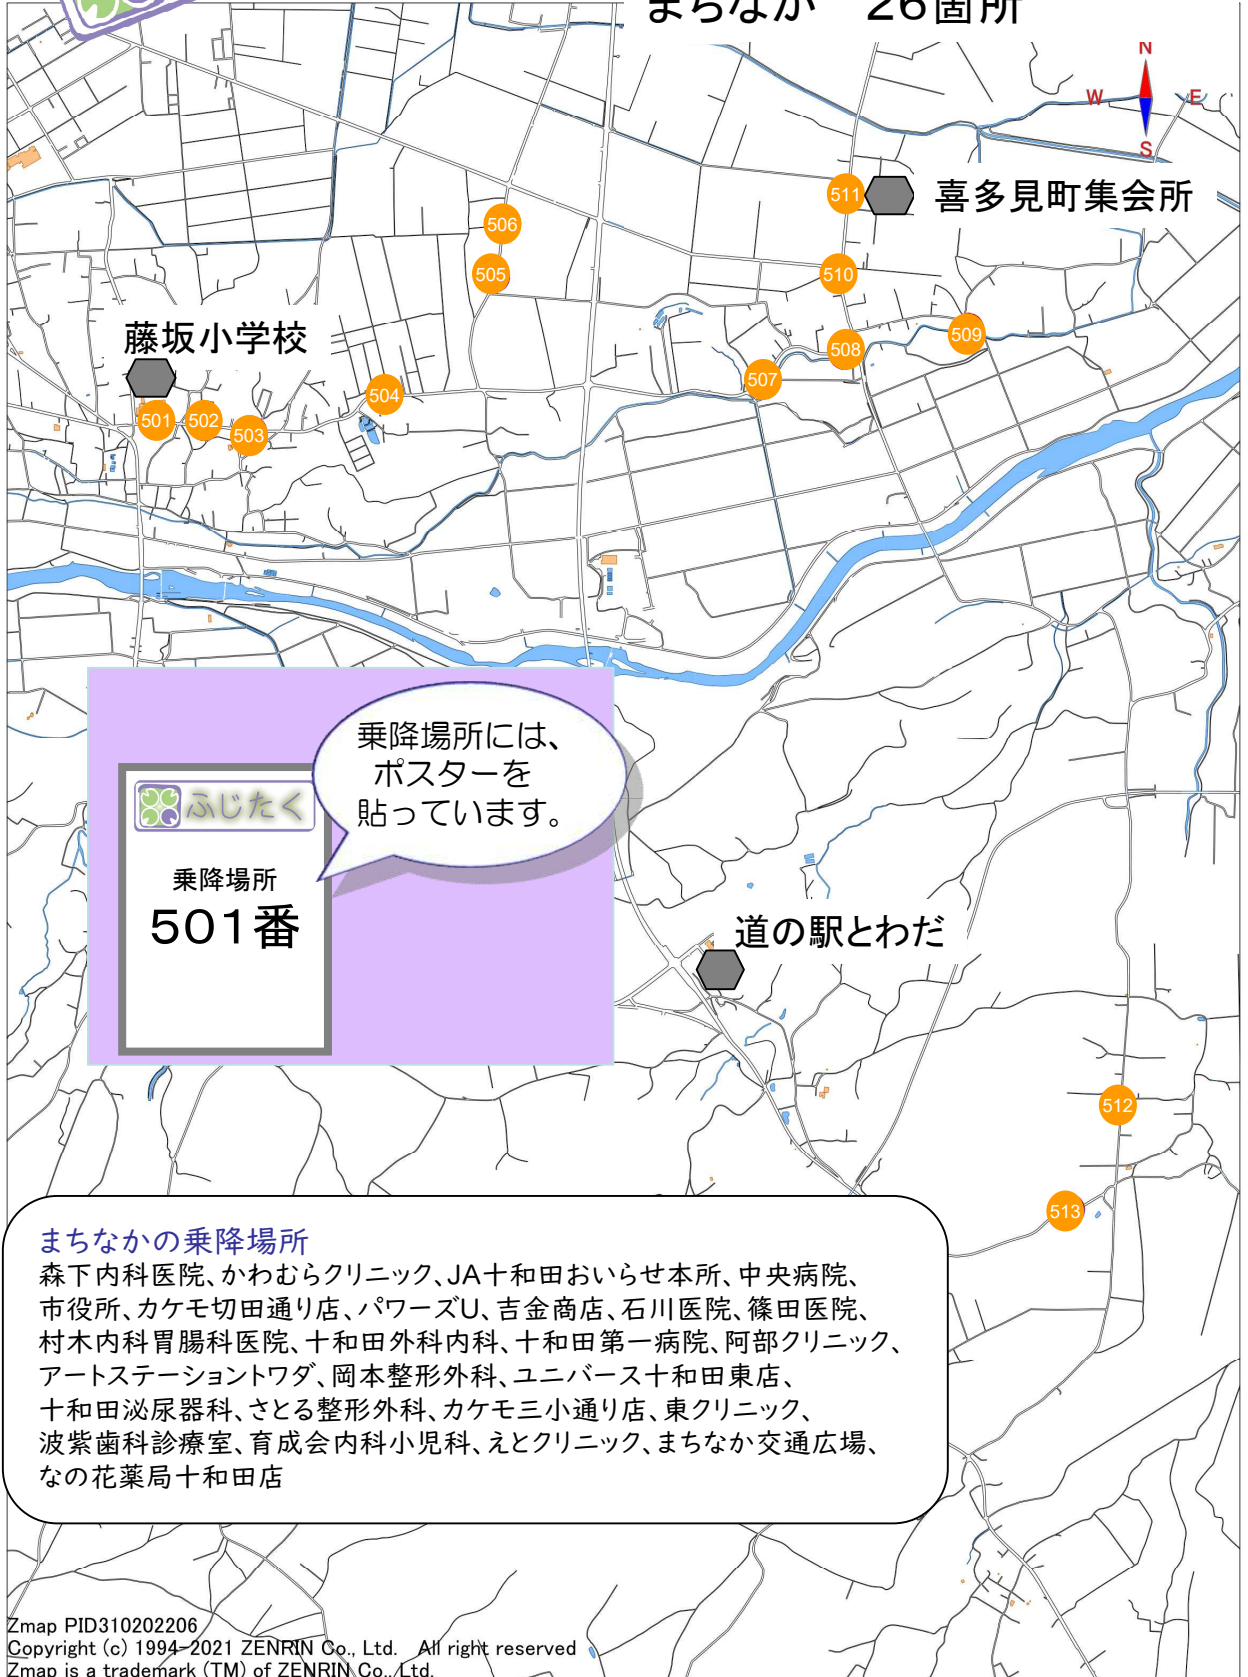 まちなか 26箇所
N
W
E
S
511
喜多見町集会所
506
510
505
藤坂小学校
509
508
507
504
501
502
503
乗降場所には、
ポスターを
貼っています。
ふじたく
乗降場所
501番
道の駅とわだ
512
513
まちなかの乗降場所
森下内科医院、かわむらクリニック、JA十和田おいらせ本所、中央病院、
市役所、カケモ切田通り店、パワーズU、吉金商店、石川医院、篠田医院、
村木内科胃腸科医院、十和田外科内科、十和田第一病院、阿部クリニック、
アートステーショントワダ、岡本整形外科、ユニバース十和田東店、
十和田泌尿器科、さとる整形外科、カケモ三小通り店、東クリニック、
波紫歯科診療室、育成会内科小児科、えとクリニック、まちなか交通広場、
なの花薬局十和田店
Zmap PID310202206
Copyright (c) 1994-2021 ZENRIN Co., Ltd. All right reserved
Zmap is a trademark (TM) of ZENRIN Co., Ltd.